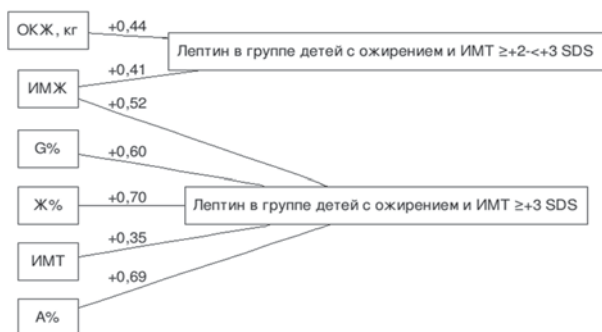 ОКЖ, кг
+0,44
Лептин в группе детей с ожирением и ИМТ ≥+2-<+3 SDS
+0,41
ИМЖ
+0,52
G%
+0,60
Ж%
+0,70
Лептин в группе детей с ожирением и ИМТ ≥+3 SDS
+0,35
ИМТ
+0,69
А%